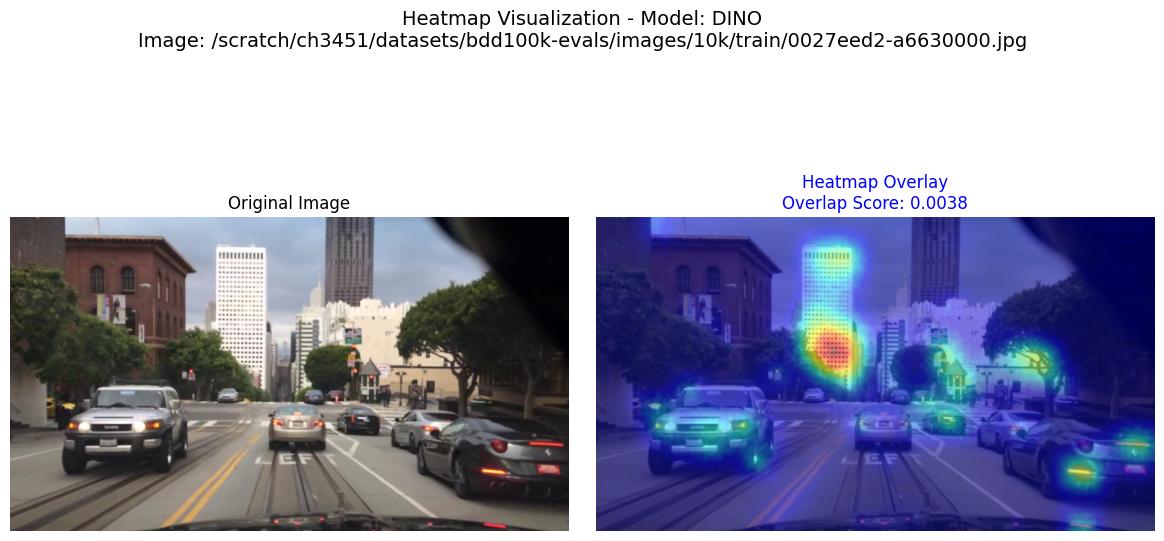 Heatmap Visualization - Model: DINO
Image: /scratch/ch3451/datasets/bdd100k-evals/images/10k/train/0027eed2-a6630000.jpg
Original Image
Heatmap Overlay
Overlap Score: 0.0038